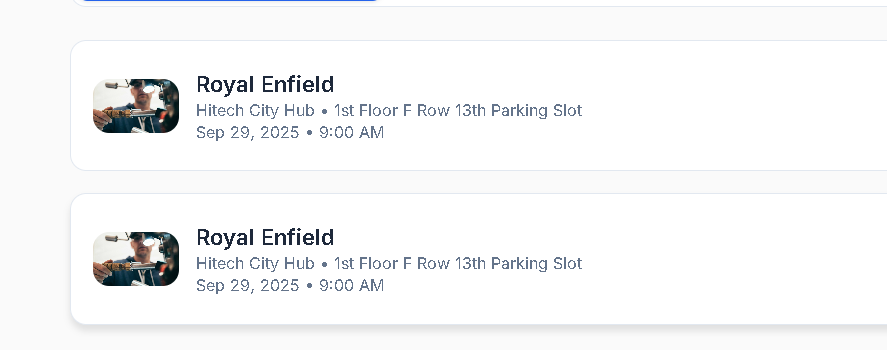 Royal Enfield
Hitech City Hub • 1st Floor F Row 13th Parking Slot
Sep 29, 2025 • 9:00 AM
Royal Enfield
Hitech City Hub • 1st Floor F Row 13th Parking Slot
Sep 29, 2025 • 9:00 AM